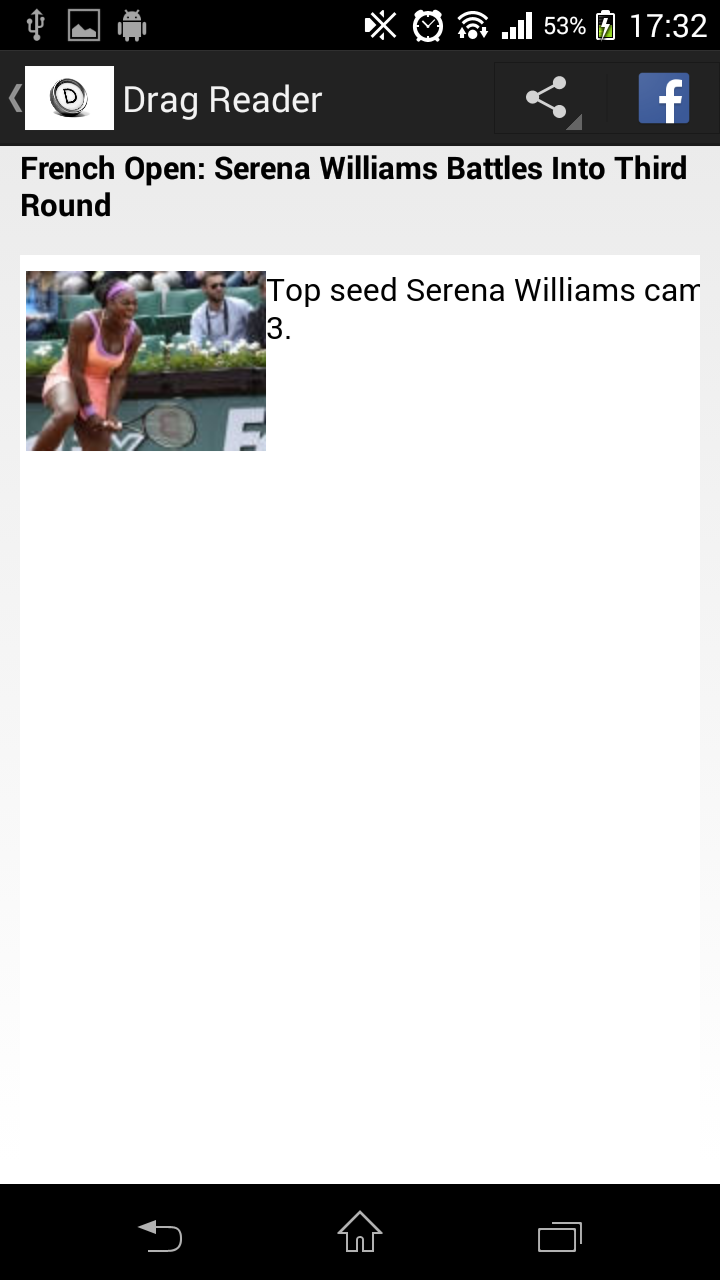 53% 17:32
D Drag Reader f
French Open: Serena Williams Battles Into Third
Round
Top seed Serena Williams cam
3.